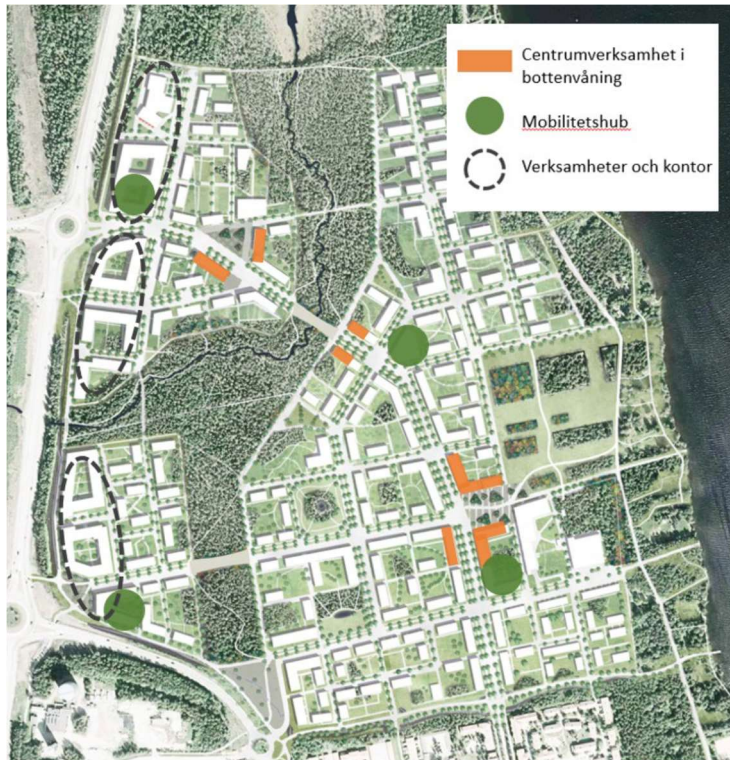 Centrumverksamhet i
bottenvåning
Mobilitetshub
Verksamheter och kontor